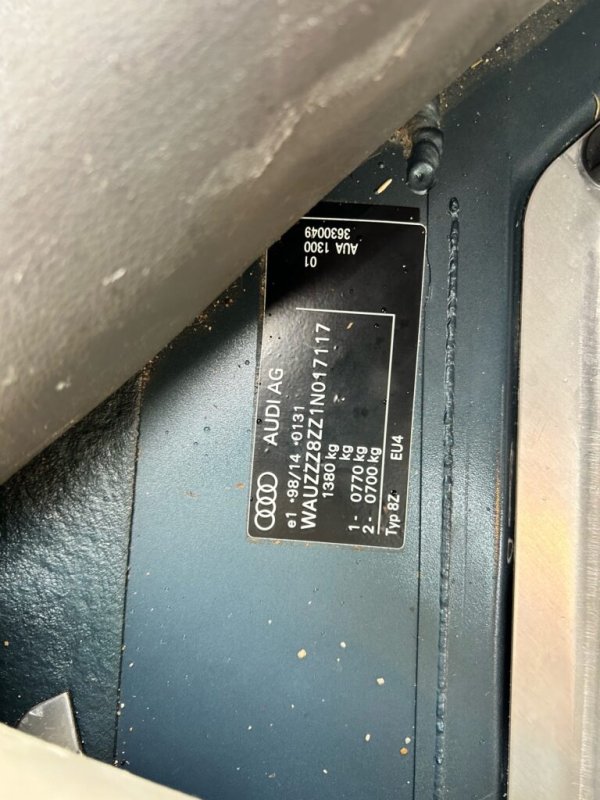 AUDI AG
e1 *98/14 *0131
WAUZZZ8ZZ1N017117
1380 kg
kg
1- 0770 kg
2- 0700 kg
Typ 8Z EU4
01
AUA 1300
3630049